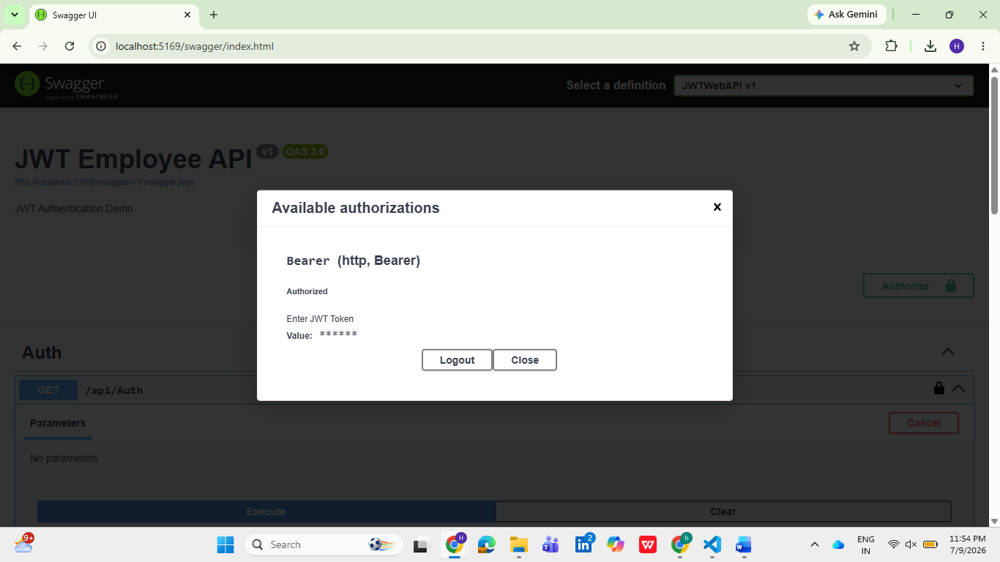 Swagger UI
Ask Gemini
localhost:5169/swagger/index.html
H
Swagger
Supported by SMARTBEAR
Select a definition
JWTWebAPI v1
JWT Employee API v1 OAS 3.0
http://localhost:5169/swagger/v1/swagger.json
JWT Authentication Demo
Available authorizations
Bearer (http, Bearer)
Authorized
Enter JWT Token
Value: ******
Logout
Close
Authorize
Auth
GET /api/Auth
Parameters
Cancel
No parameters
Execute
Clear
9+
Search
H
2
h
ENG
IN
11:54 PM
7/9/2026